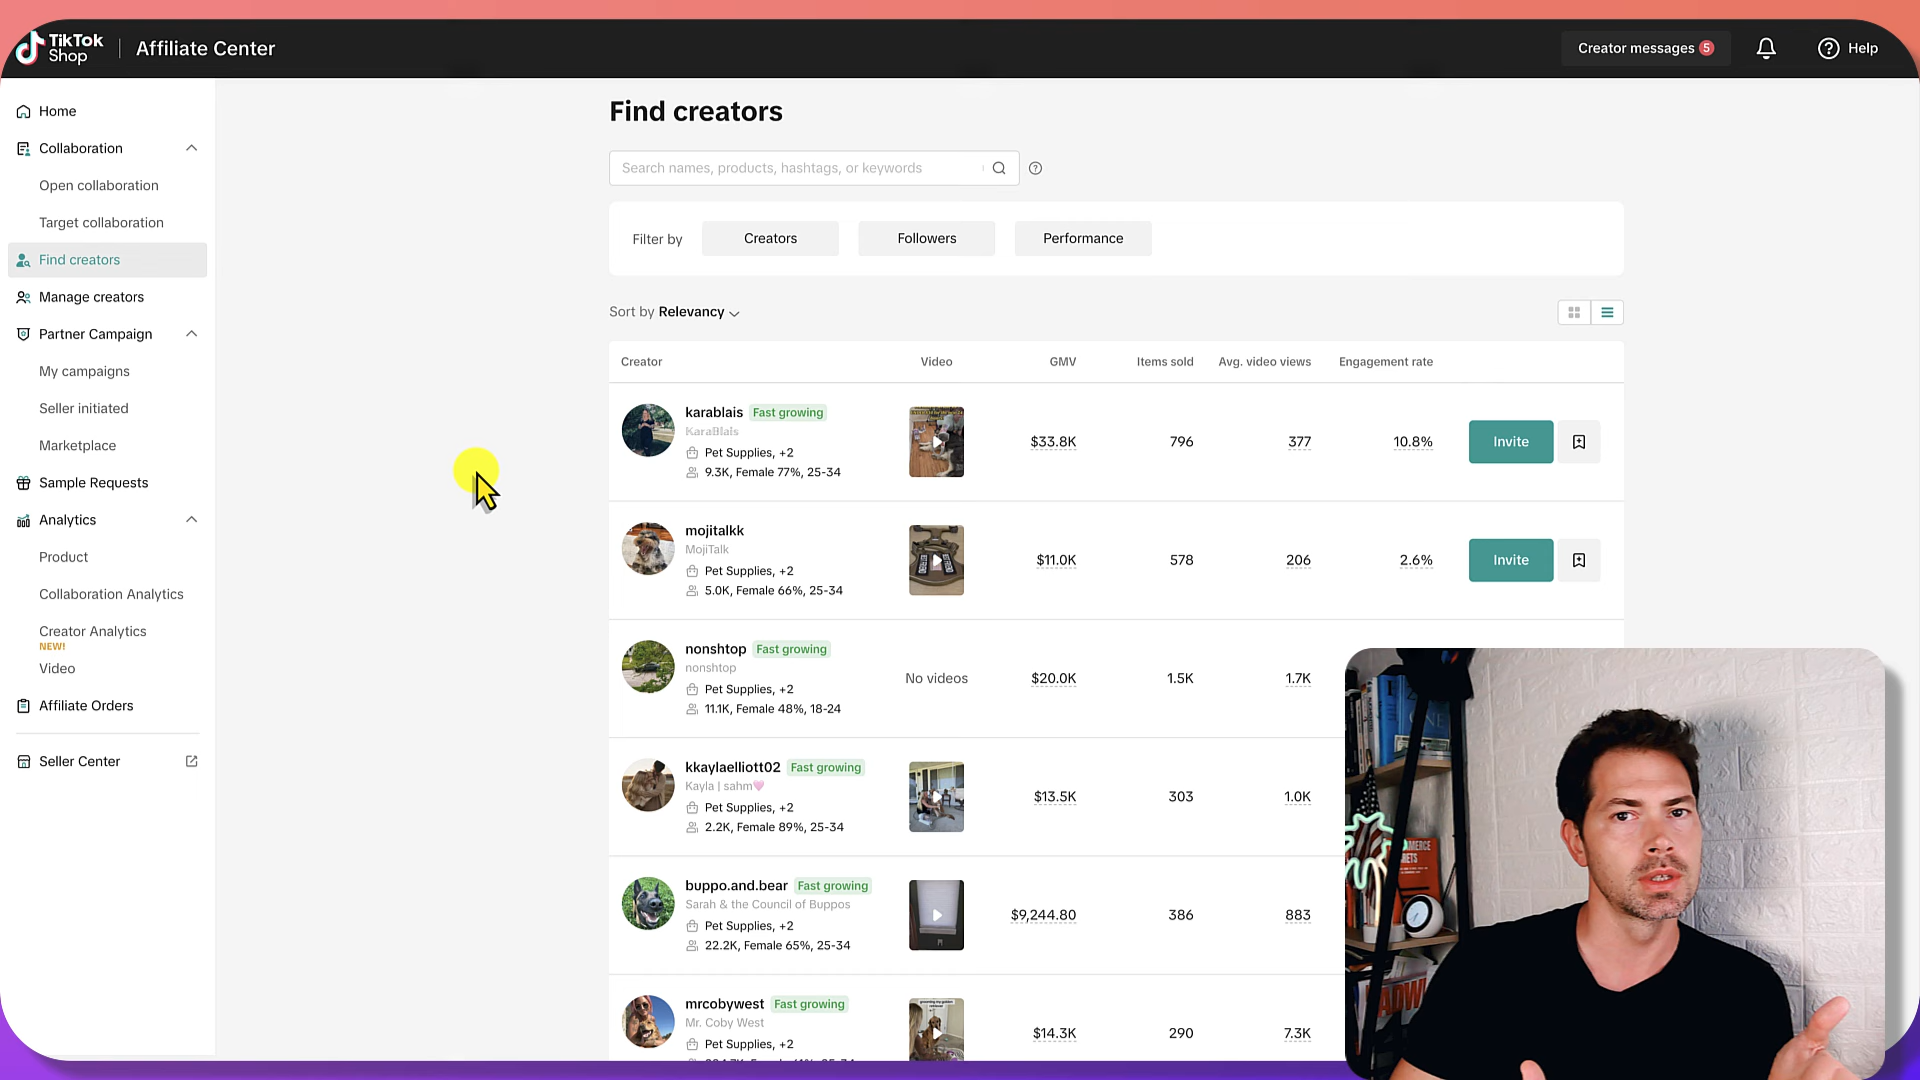 TikTok
Shop
Affiliate Center
Creator messages 5
Help
Home
Collaboration
Open collaboration
Target collaboration
Find creators
Manage creators
Partner Campaign
My campaigns
Seller initiated
Marketplace
Sample Requests
Analytics
Product
Collaboration Analytics
Creator Analytics
NEW!
Video
Affiliate Orders
Seller Center
Find creators
Search names, products, hashtags, or keywords
Filter by Creators Followers Performance
Sort by Relevancy
Creator Video GMV Items sold Avg. video views Engagement rate
karablais Fast growing
KaraBlais
Pet Supplies, +2
9.3K, Female 77%, 25-34
$33.8K 796 377 10.8% Invite
mojitalkk
MojiTalk
Pet Supplies, +2
5.0K, Female 66%, 25-34
$11.0K 578 206 2.6% Invite
nonshtop Fast growing
nonshtop
Pet Supplies, +2
11.1K, Female 48%, 18-24
No videos $20.0K 1.5K 1.7K
kkaylaelliott02 Fast growing
Kayla | sahm🩷
Pet Supplies, +2
2.2K, Female 89%, 25-34
$13.5K 303 1.0K
buppo.and.bear Fast growing
Sarah & the Council of Buppos
Pet Supplies, +2
22.2K, Female 65%, 25-34
$9,244.80 386 883
mrcobywest Fast growing
Mr. Coby West
Pet Supplies, +2
$14.3K 290 7.3K